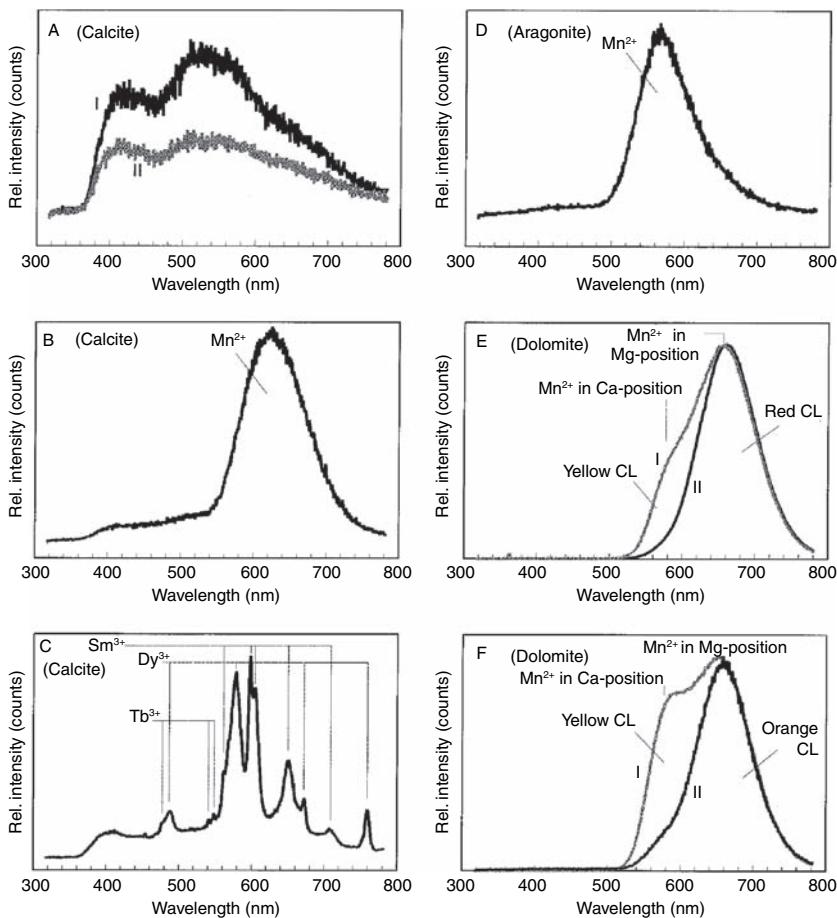 A (Calcite)
I
II
Rel. intensity (counts)
300 400 500 600 700 800
Wavelength (nm)
B (Calcite)
Mn²⁺
Rel. intensity (counts)
300 400 500 600 700 800
Wavelength (nm)
C
(Calcite)
Sm³⁺
Dy³⁺
Tb³⁺
Rel. intensity (counts)
300 400 500 600 700 800
Wavelength (nm)
D (Aragonite)
Mn²⁺
Rel. intensity (counts)
300 400 500 600 700 800
Wavelength (nm)
E (Dolomite)
Mn²⁺ in
Mg-position
Mn²⁺ in Ca-position
Red CL
I
Yellow CL
II
Rel. intensity (counts)
300 400 500 600 700 800
Wavelength (nm)
F (Dolomite)
Mn²⁺ in Mg-position
Mn²⁺ in Ca-position
Yellow CL
Orange
CL
I
II
Rel. intensity (counts)
300 400 500 600 700 800
Wavelength (nm)